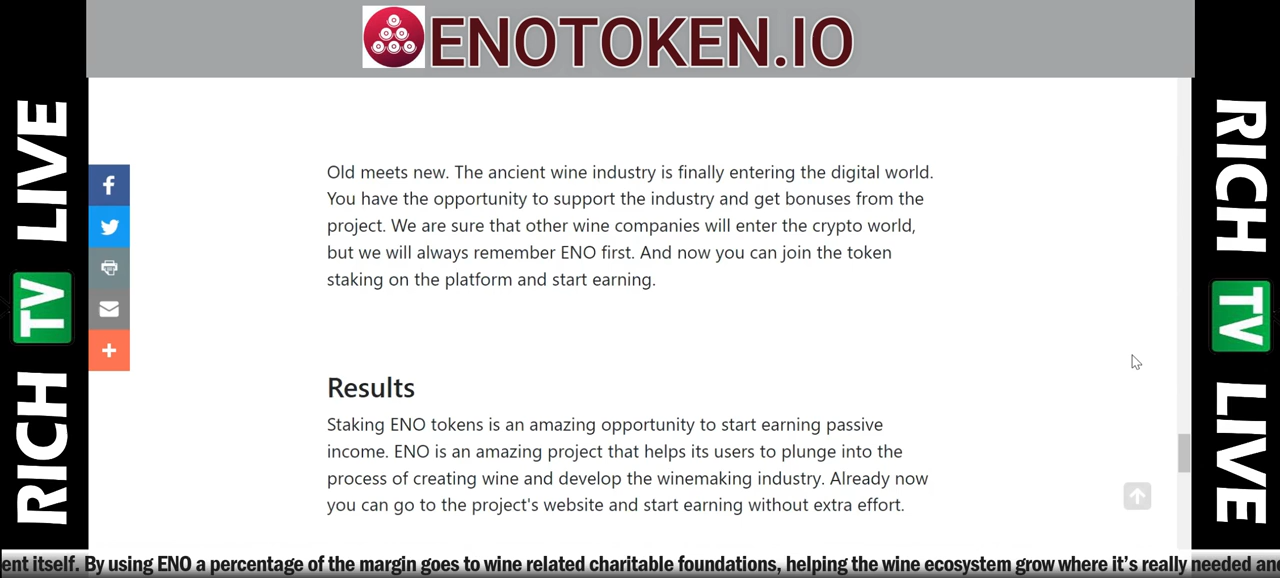 ENOTOKEN.IO
RICH TV LIVE
Old meets new. The ancient wine industry is finally entering the digital world.
You have the opportunity to support the industry and get bonuses from the
project. We are sure that other wine companies will enter the crypto world,
but we will always remember ENO first. And now you can join the token
staking on the platform and start earning.
Results
Staking ENO tokens is an amazing opportunity to start earning passive
income. ENO is an amazing project that helps its users to plunge into the
process of creating wine and develop the winemaking industry. Already now
you can go to the project's website and start earning without extra effort.
RICH TV LIVE
ent itself. By using ENO a percentage of the margin goes to wine related charitable foundations, helping the wine ecosystem grow where it's really needed and